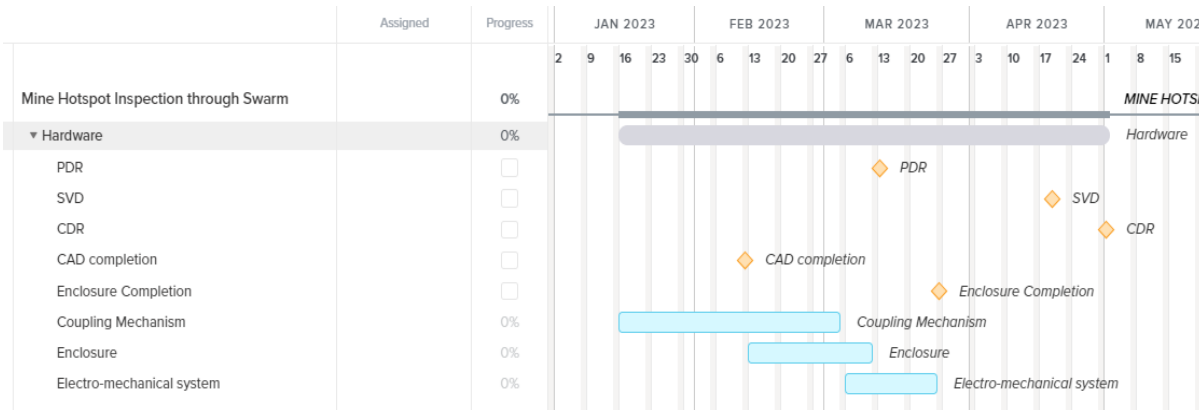 Assigned Progress JAN 2023 FEB 2023 MAR 2023 APR 2023 MAY 202
2 9 16 23 30 6 13 20 27 6 13 20 27 3 10 17 24 1 8 15
Mine Hotspot Inspection through Swarm 0% MINE HOTS
Hardware 0% Hardware
PDR PDR
SVD SVD
CDR CDR
CAD completion CAD completion
Enclosure Completion Enclosure Completion
Coupling Mechanism 0% Coupling Mechanism
Enclosure 0% Enclosure
Electro-mechanical system 0% Electro-mechanical system